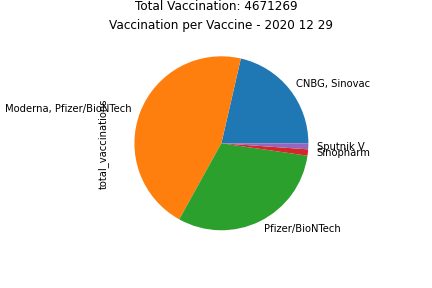 Total Vaccination: 4671269
Vaccination per Vaccine - 2020 12 29
CNBG, Sinovac
Moderna, Pfizer/BioNTech
total_vaccinations
Sputnik V
Sinopharm
Pfizer/BioNTech